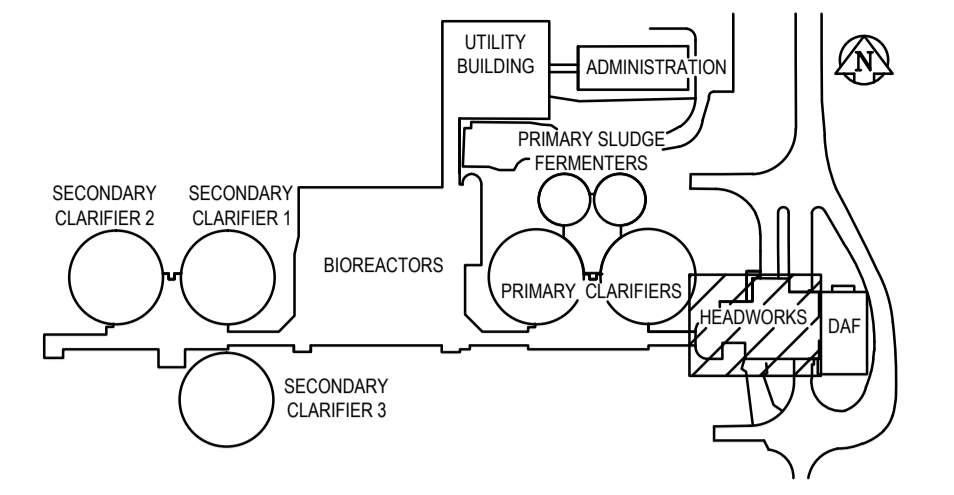 UTILITY
BUILDING
ADMINISTRATION
N
PRIMARY SLUDGE
FERMENTERS
SECONDARY
CLARIFIER 2
SECONDARY
CLARIFIER 1
BIOREACTORS
PRIMARY CLARIFIERS
HEADWORKS
DAF
SECONDARY
CLARIFIER 3